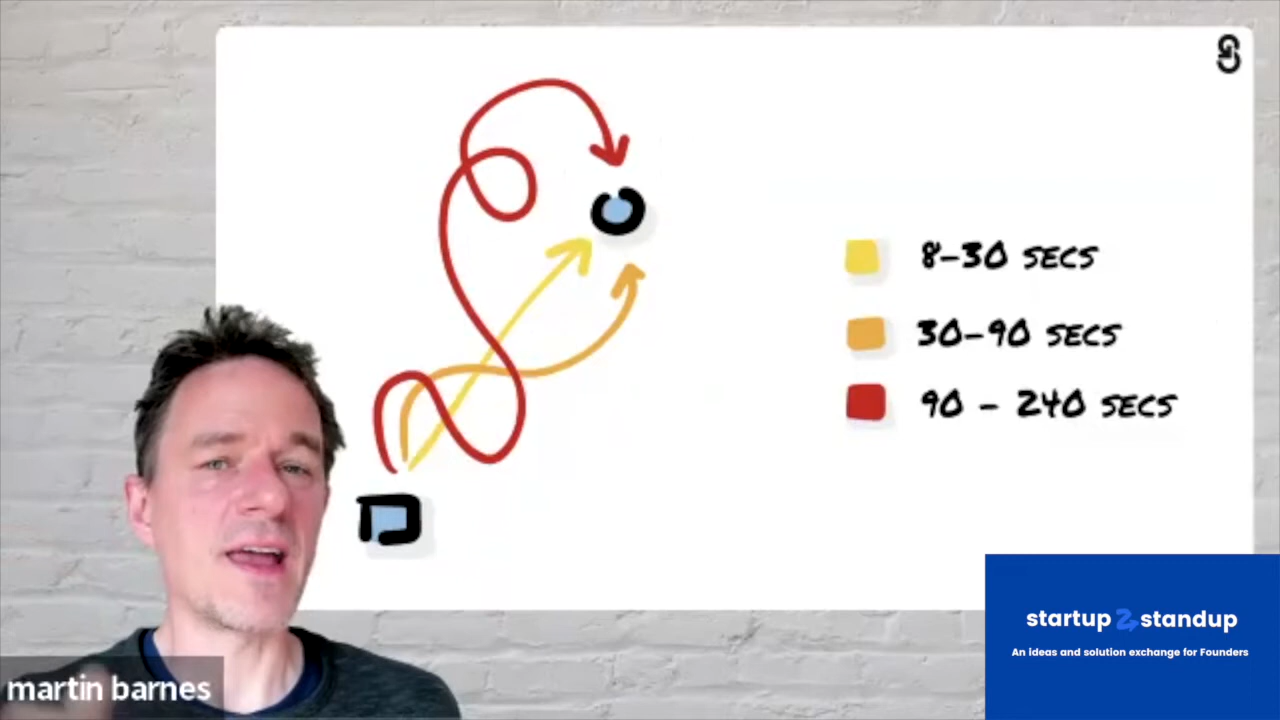 8-30 SECS
30-90 SECS
90 - 240 SECS
startup 2 standup
An ideas and solution exchange for Founders
martin barnes